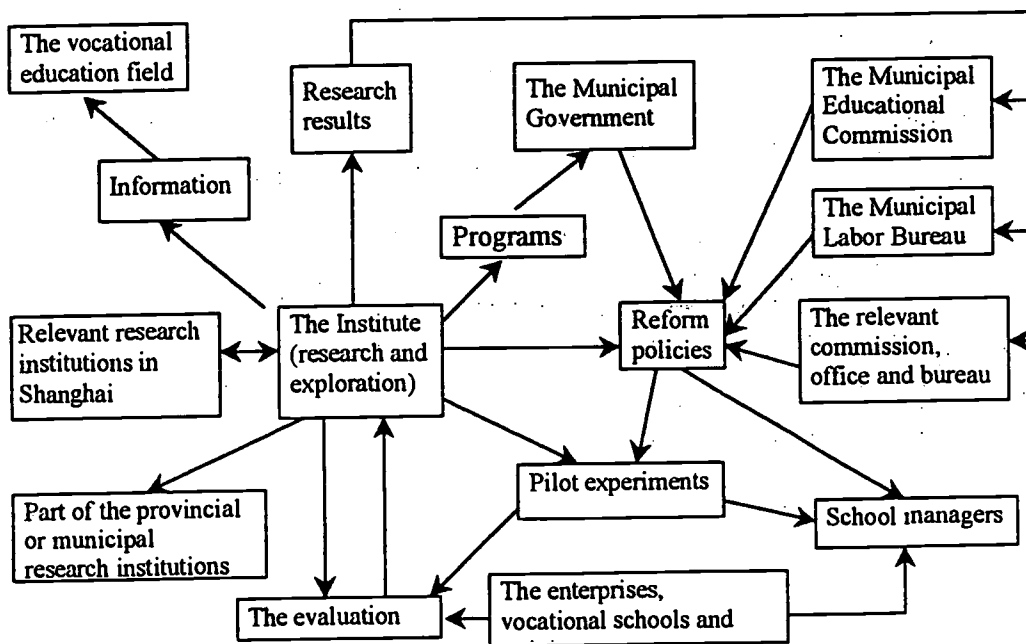 The vocational
education field
Research
results
The Municipal
Government
The Municipal
Educational
Commission
Information
Programs
The Municipal
Labor Bureau
Relevant research
institutions in
Shanghai
The Institute
(research and
exploration)
Reform
policies
The relevant
commission,
office and bureau
Part of the provincial
or municipal
research institutions
Pilot experiments
School managers
The evaluation
The enterprises,
vocational schools and